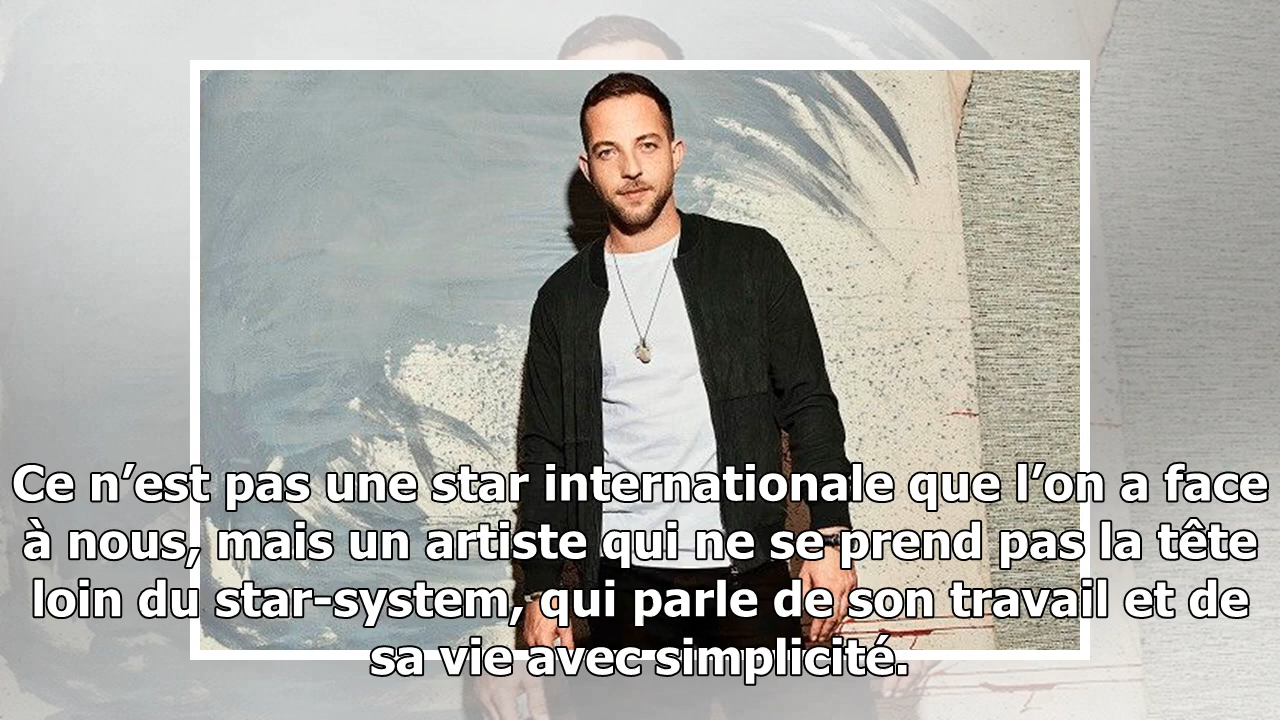 Ce n’est pas une star internationale que l’on a face
à nous, mais un artiste qui ne se prend pas la tête
loin du star-system, qui parle de son travail et de
sa vie avec simplicité.